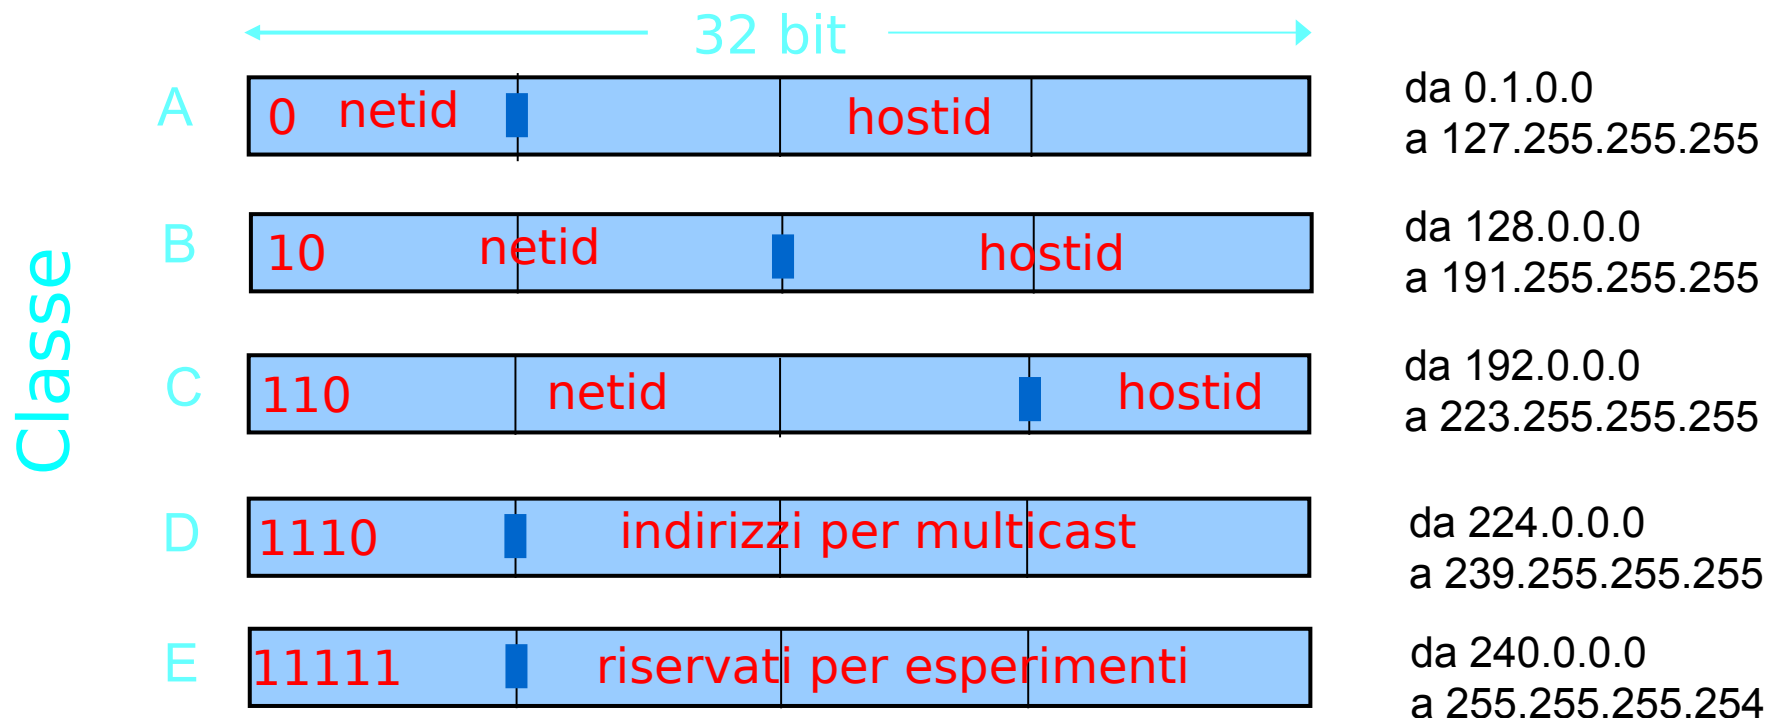 32 bit
Classe
A
0 netid hostid
da 0.1.0.0
a 127.255.255.255
B
10 netid hostid
da 128.0.0.0
a 191.255.255.255
C
110 netid hostid
da 192.0.0.0
a 223.255.255.255
D
1110 indirizzi per multicast
da 224.0.0.0
a 239.255.255.255
E
11111 riservati per esperimenti
da 240.0.0.0
a 255.255.255.254